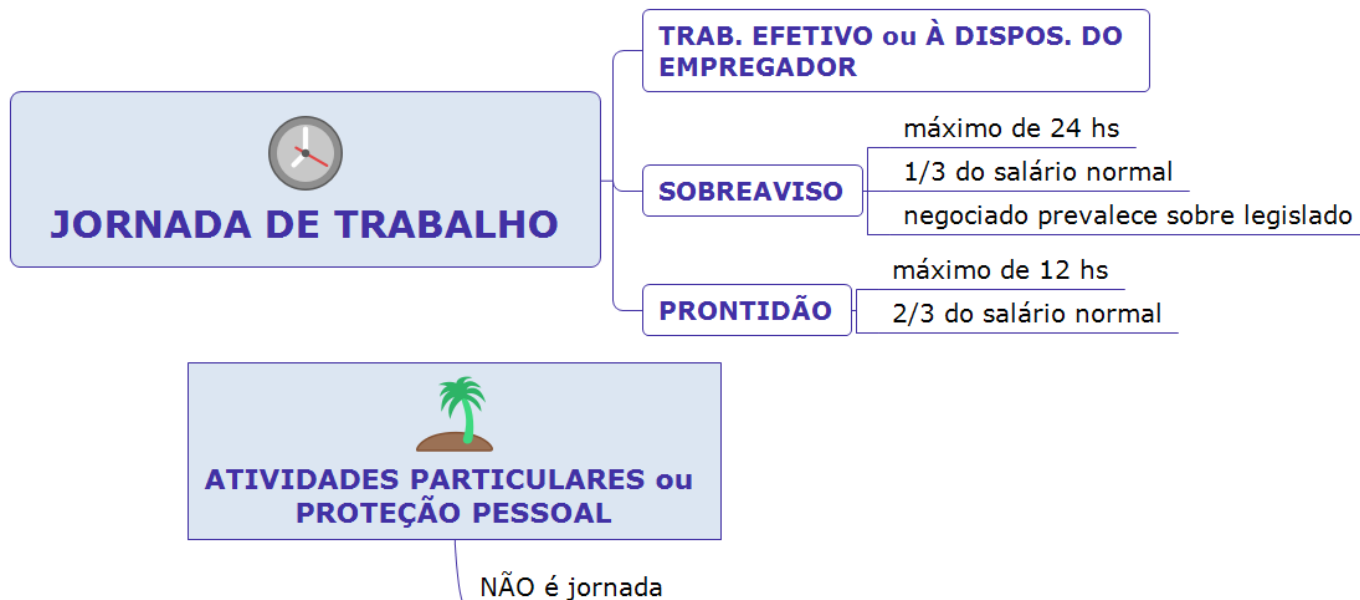 TRAB. EFETIVO ou À DISPOS. DO
EMPREGADOR
JORNADA DE TRABALHO
SOBREAVISO
máximo de 24 hs
1/3 do salário normal
negociado prevalece sobre legislado
PRONTIDÃO
máximo de 12 hs
2/3 do salário normal
ATIVIDADES PARTICULARES ou
PROTEÇÃO PESSOAL
NÃO é jornada